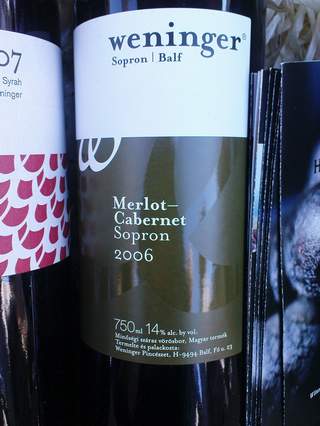 07
Syrah
weninger®
Sopron | Balf
Merlot–
Cabernet
Sopron
2006
750ml 14% alc. by vol.
Minőségi száraz vörösbor, Magyar termék
Termelte és palackozta:
Weninger Pincészet, H-9494 Balf, Fő u. 23